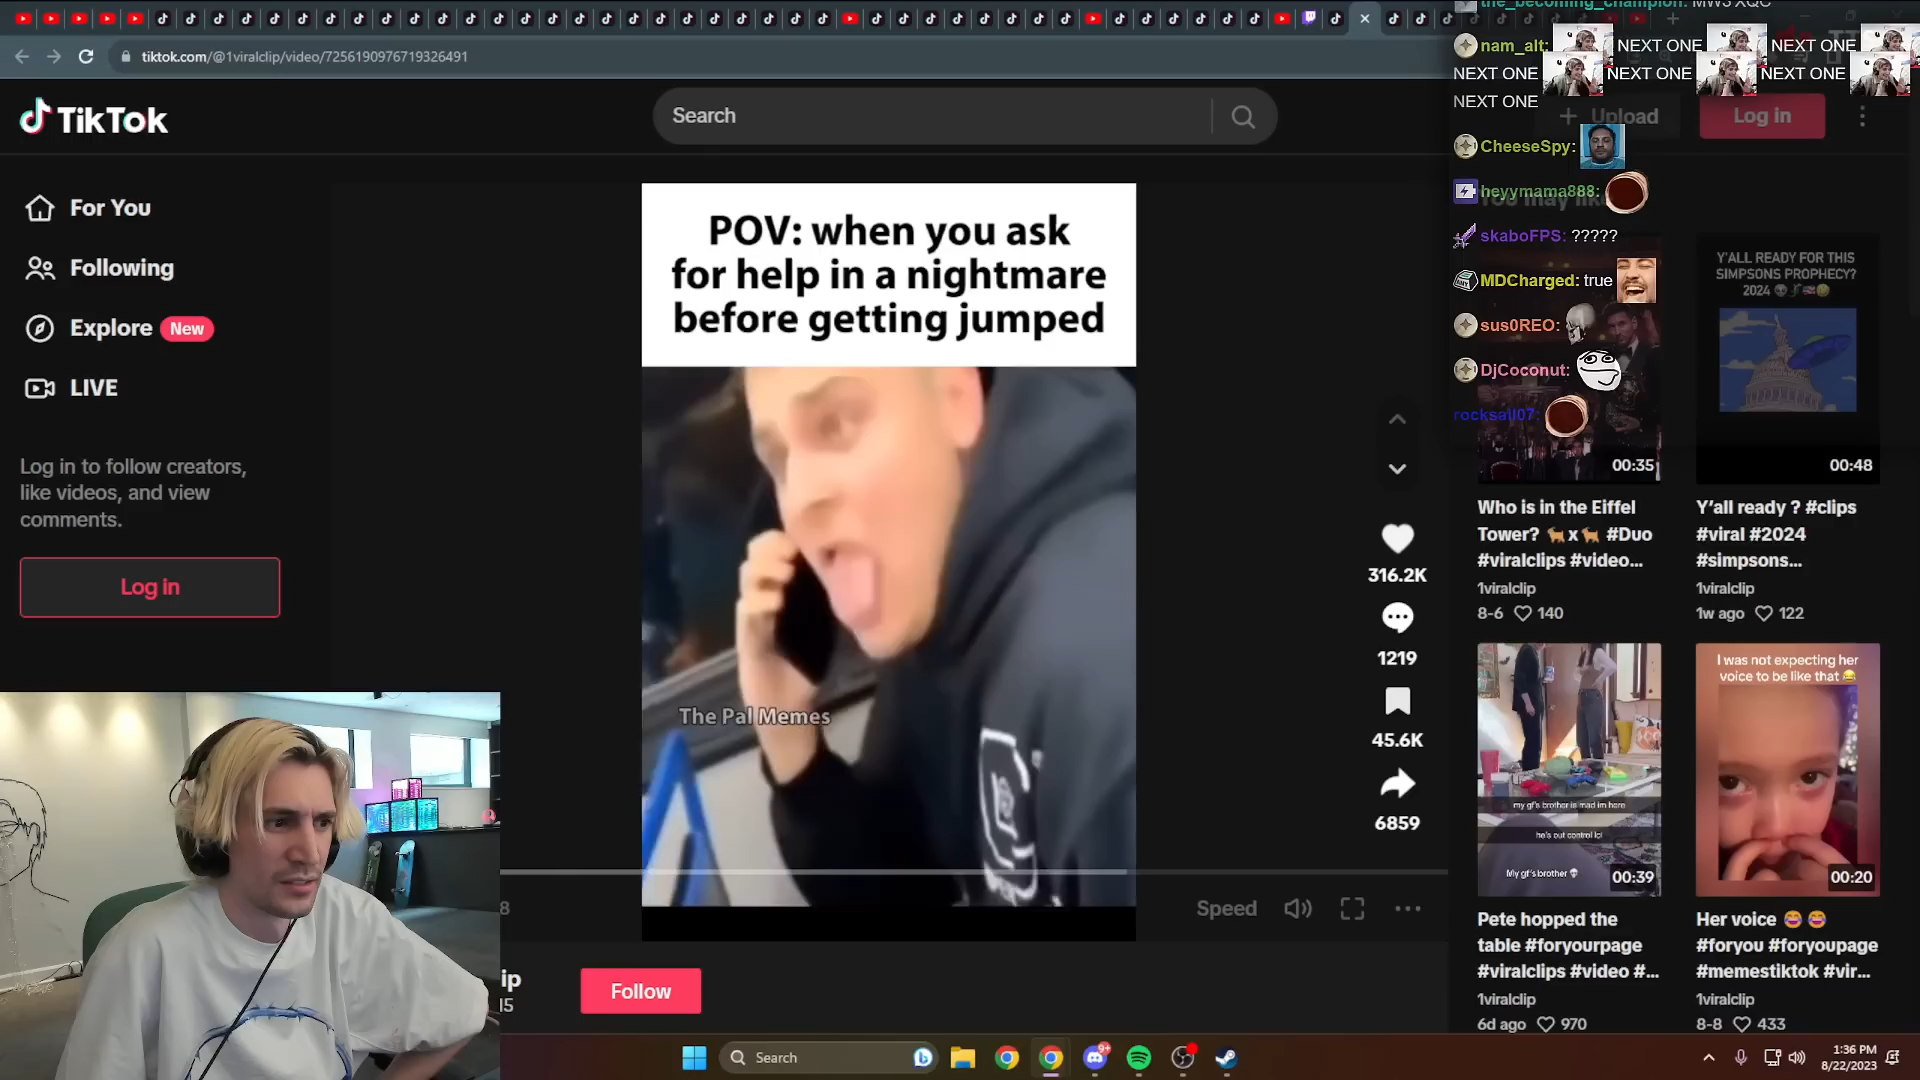 tiktok.com/@1viralclip/video/7256190976719326491
TikTok
Search
Upload
Log in
the_becoming_champion: MW3 XQC
nam_alt: NEXT ONE NEXT ONE
NEXT ONE NEXT ONE NEXT ONE
NEXT ONE
CheeseSpy:
heyymama888:
skaboFPS: ?????
MDCharged: true
sus0REO:
DjCoconut:
For You
Following
Explore New
LIVE
Log in to follow creators,
like videos, and view
comments.
Log in
POV: when you ask
for help in a nightmare
before getting jumped
The Pal Memes
316.2K
1219
45.6K
6859
Speed
ip
Follow
Y'ALL READY FOR THIS
SIMPSONS PROPHECY?
2024
00:35
00:48
Who is in the Eiffel
Tower? 🐐x🐐 #Duo
#viralclips #video...
1viralclip
8-6 140
Y'all ready ? #clips
#viral #2024
#simpsons...
1viralclip
1w ago 122
my gf's brother is mad im here
he's out control lcl
My gf's brother 💀
00:39
I was not expecting her
voice to be like that 😂
00:20
Pete hopped the
table #foryourpage
#viralclips #video #...
1viralclip
6d ago 970
Her voice 😂 😂
#foryou #foryoupage
#memestiktok #vir...
1viralclip
8-8 433
Search
9+
1:36 PM
8/22/2023